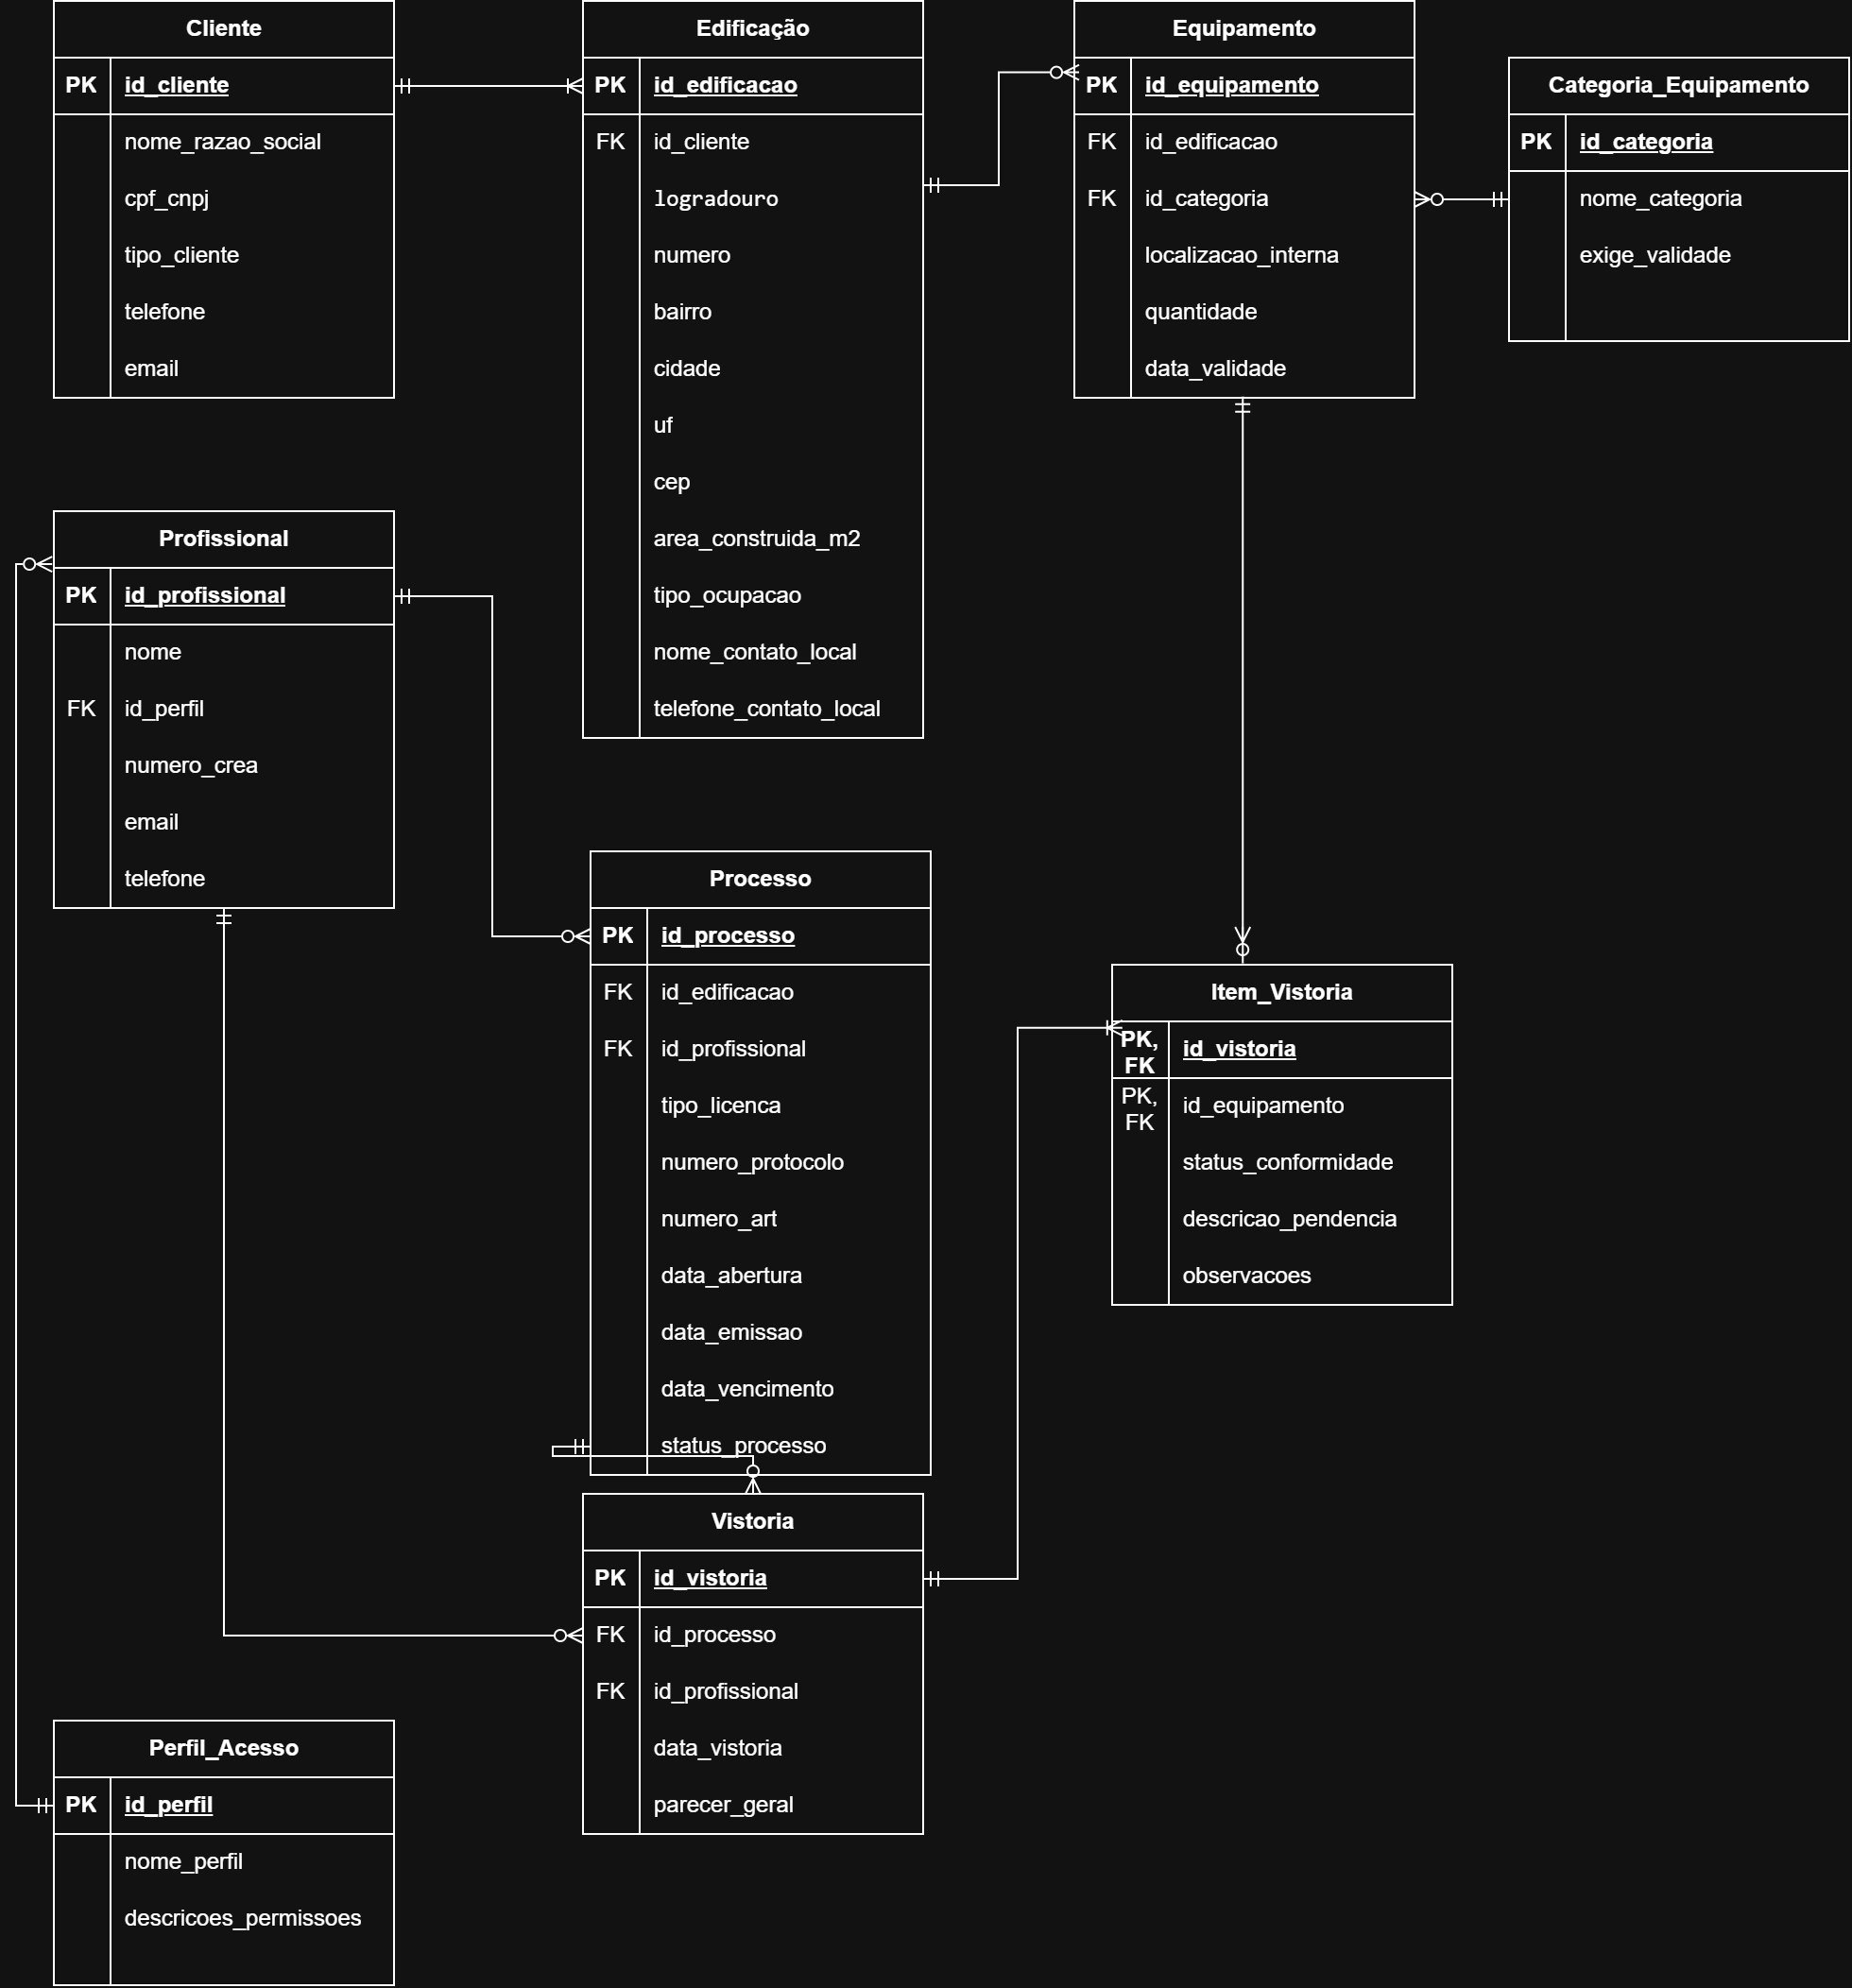 Cliente
PK id_cliente
nome_razao_social
cpf_cnpj
tipo_cliente
telefone
email
Edificação
PK id_edificacao
FK id_cliente
logradouro
numero
bairro
cidade
uf
cep
area_construida_m2
tipo_ocupacao
nome_contato_local
telefone_contato_local
Equipamento
PK id_equipamento
FK id_edificacao
FK id_categoria
localizacao_interna
quantidade
data_validade
Categoria_Equipamento
PK id_categoria
nome_categoria
exige_validade
Profissional
PK id_profissional
nome
FK id_perfil
numero_crea
email
telefone
Processo
PK id_processo
FK id_edificacao
FK id_profissional
tipo_licenca
numero_protocolo
numero_art
data_abertura
data_emissao
data_vencimento
status_processo
Item_Vistoria
PK, FK id_vistoria
PK, FK id_equipamento
status_conformidade
descricao_pendencia
observacoes
Vistoria
PK id_vistoria
FK id_processo
FK id_profissional
data_vistoria
parecer_geral
Perfil_Acesso
PK id_perfil
nome_perfil
descricoes_permissoes